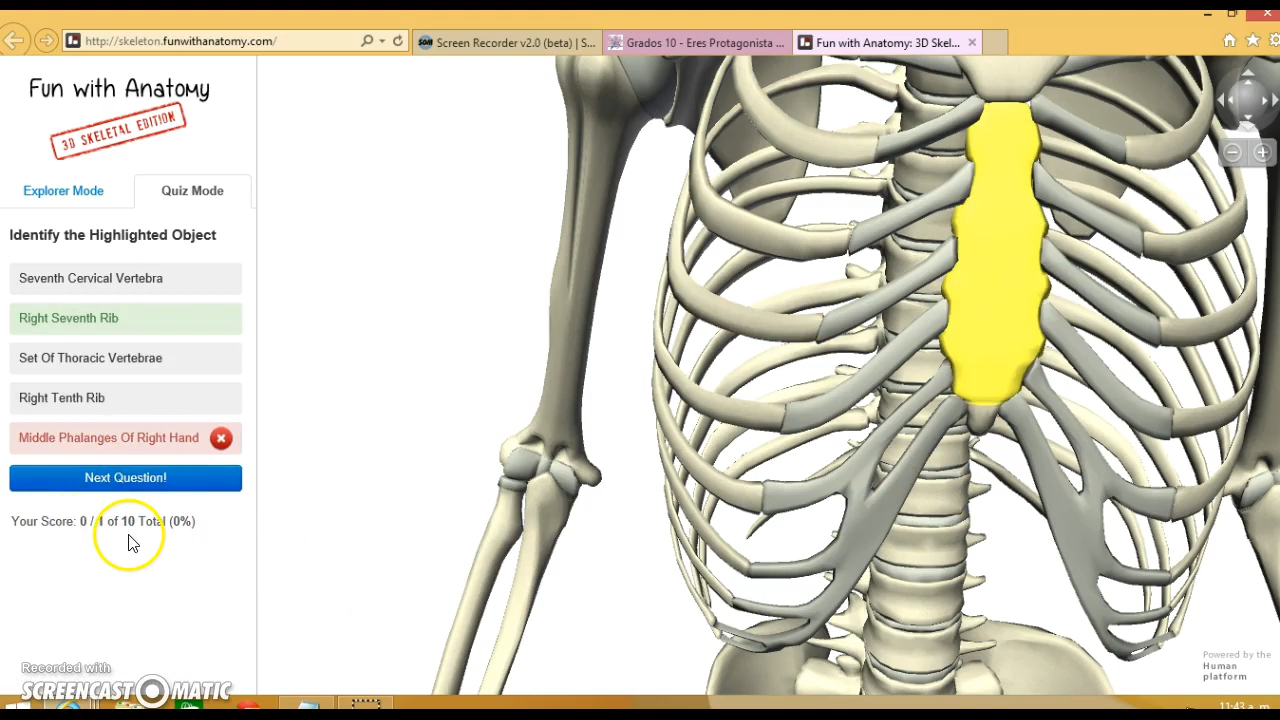 http://skeleton.funwithanatomy.com/
SOM Screen Recorder v2.0 (beta) | S...
Grados 10 - Eres Protagonista ...
Fun with Anatomy: 3D Skel...
Fun with Anatomy
3D SKELETAL EDITION
Explorer Mode
Quiz Mode
Identify the Highlighted Object
Seventh Cervical Vertebra
Right Seventh Rib
Set Of Thoracic Vertebrae
Right Tenth Rib
Middle Phalanges Of Right Hand
Next Question!
Your Score: 0 / 1 of 10 Total (0%)
Powered by the
Human
platform
Recorded with
SCREENCAST MATIC
11:43 a. m.